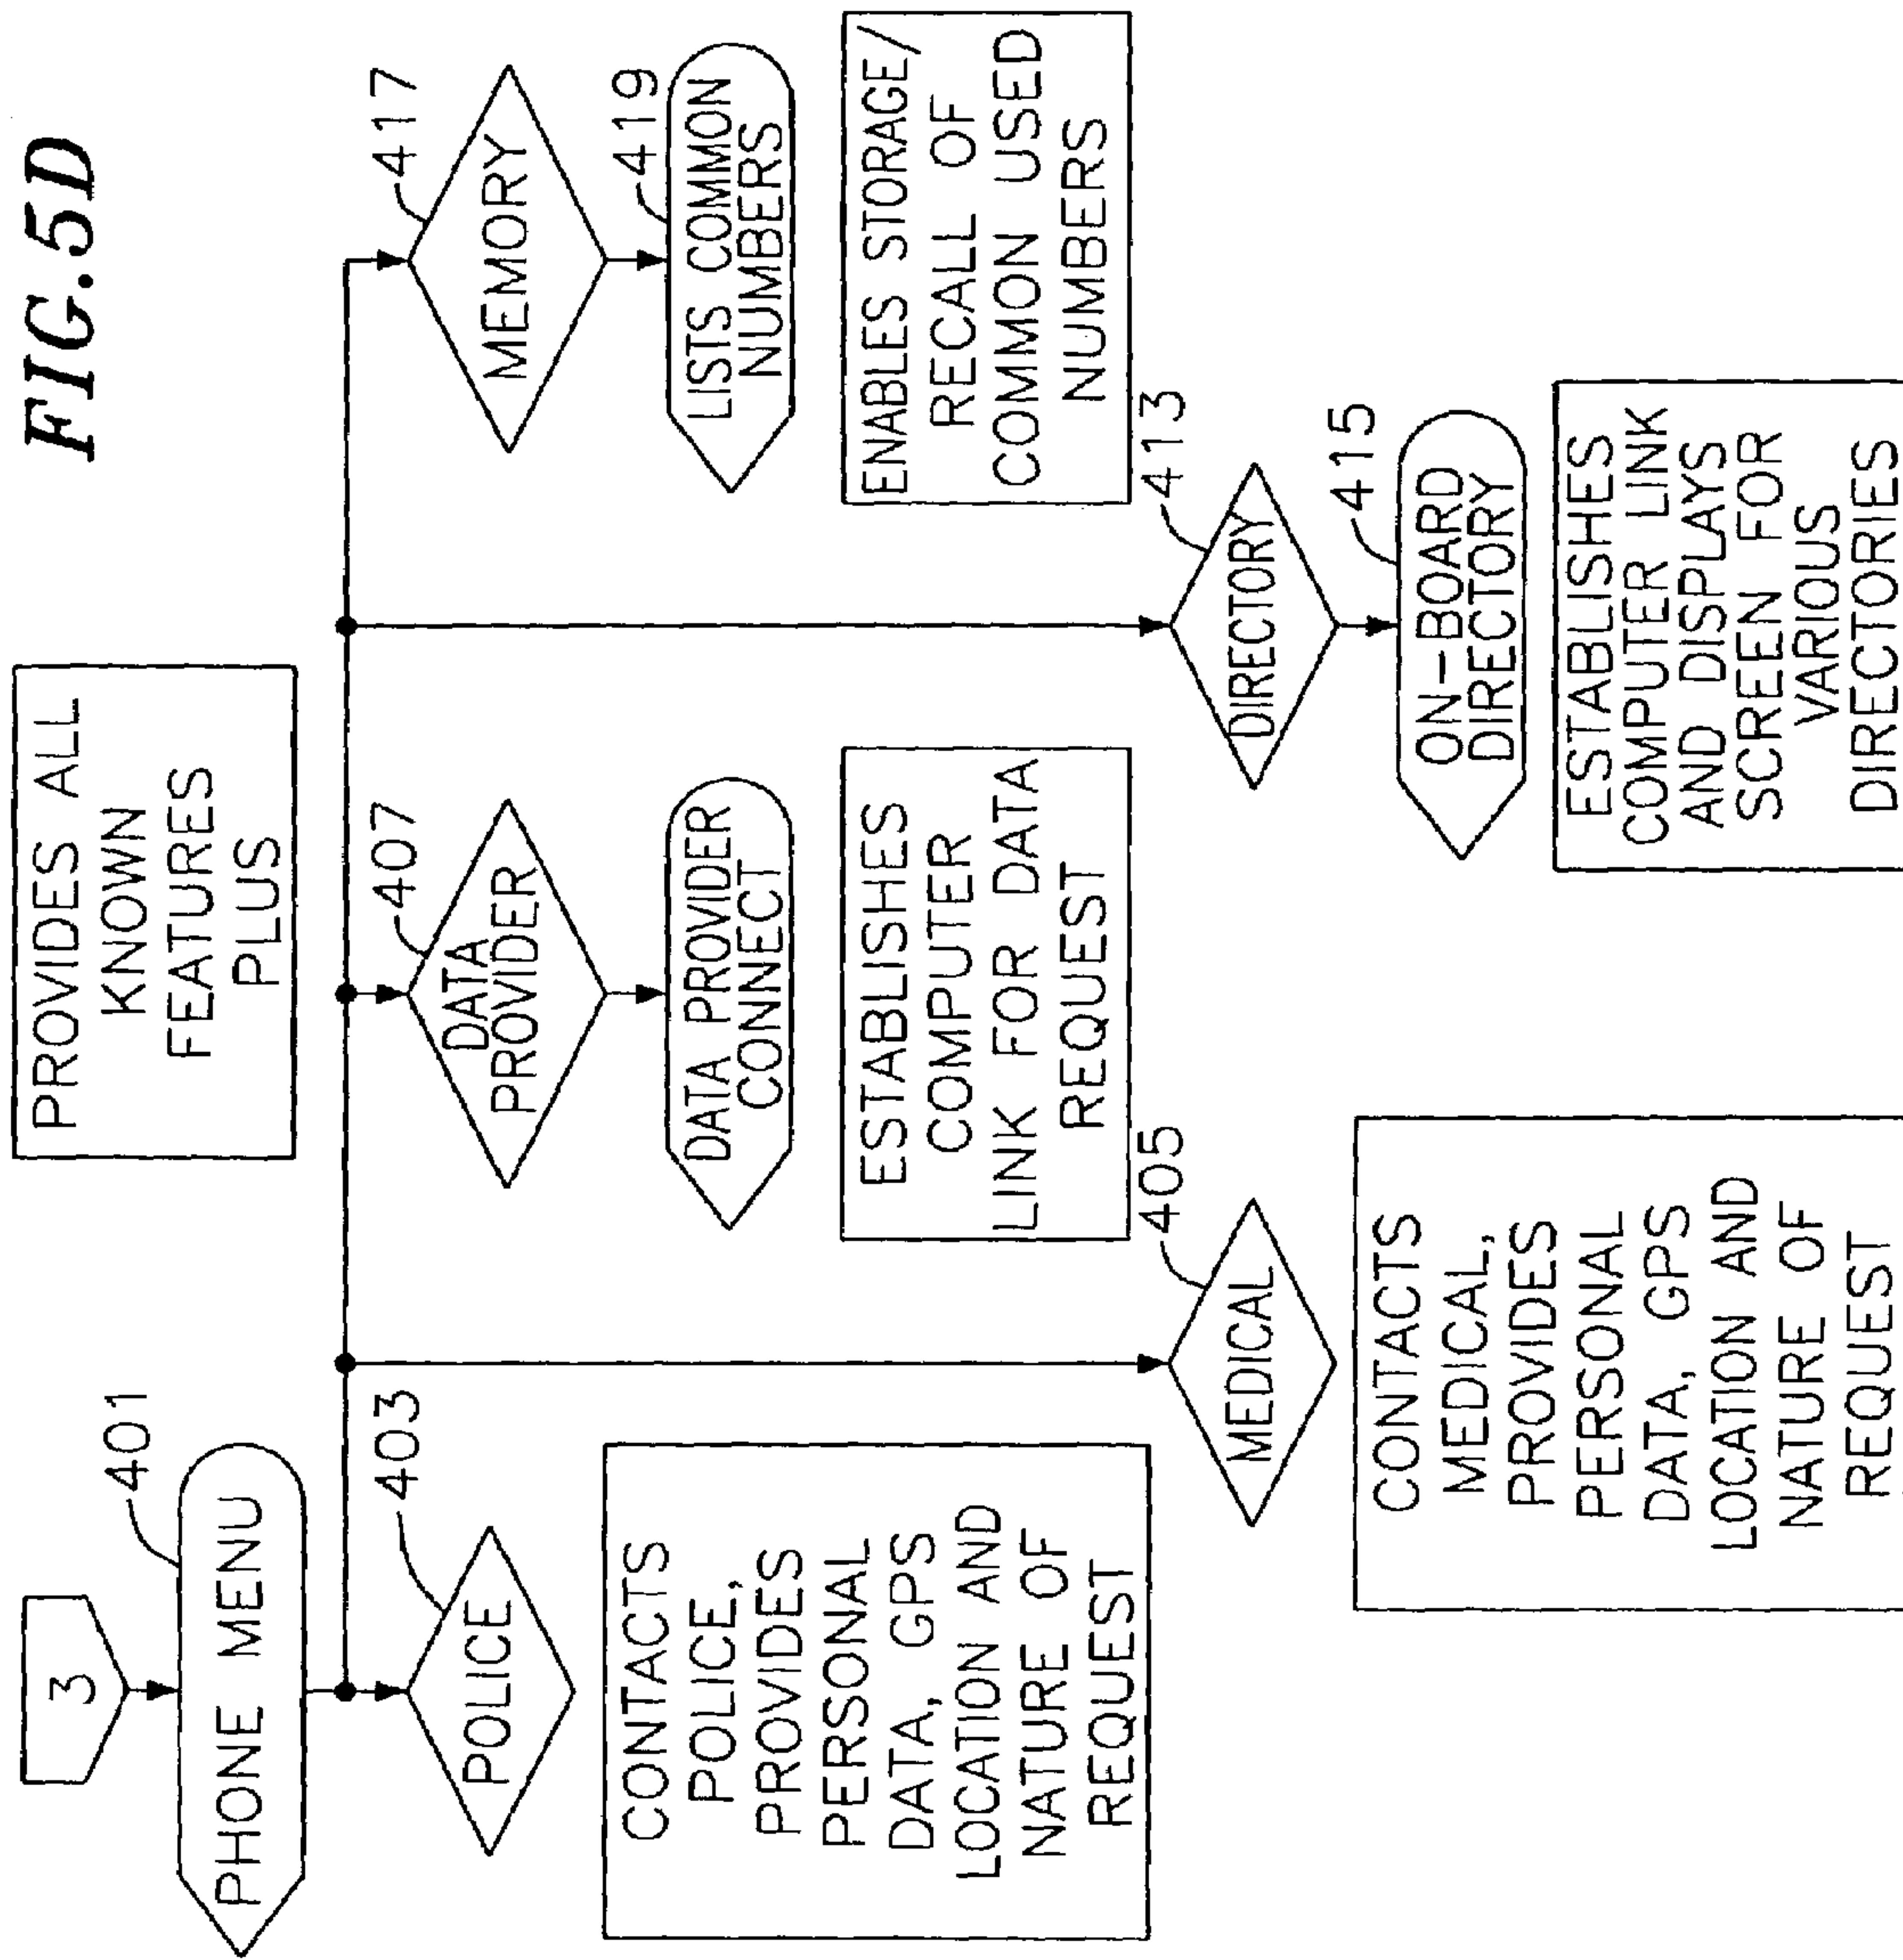 FIG.5D
3
PHONE MENU
401
PROVIDES ALL
KNOWN
FEATURES
PLUS
POLICE
403
CONTACTS
POLICE,
PROVIDES
PERSONAL
DATA, GPS
LOCATION AND
NATURE OF
REQUEST
MEDICAL
405
CONTACTS
MEDICAL,
PROVIDES
PERSONAL
DATA, GPS
LOCATION AND
NATURE OF
REQUEST
DATA
PROVIDER
407
DATA PROVIDER
CONNECT
ESTABLISHES
COMPUTER
LINK FOR DATA
REQUEST
DIRECTORY
413
ON-BOARD
DIRECTORY
415
ESTABLISHES
COMPUTER LINK
AND DISPLAYS
SCREEN FOR
VARIOUS
DIRECTORIES
MEMORY
417
LISTS COMMON
NUMBERS
419
ENABLES STORAGE/
RECALL OF
COMMON USED
NUMBERS